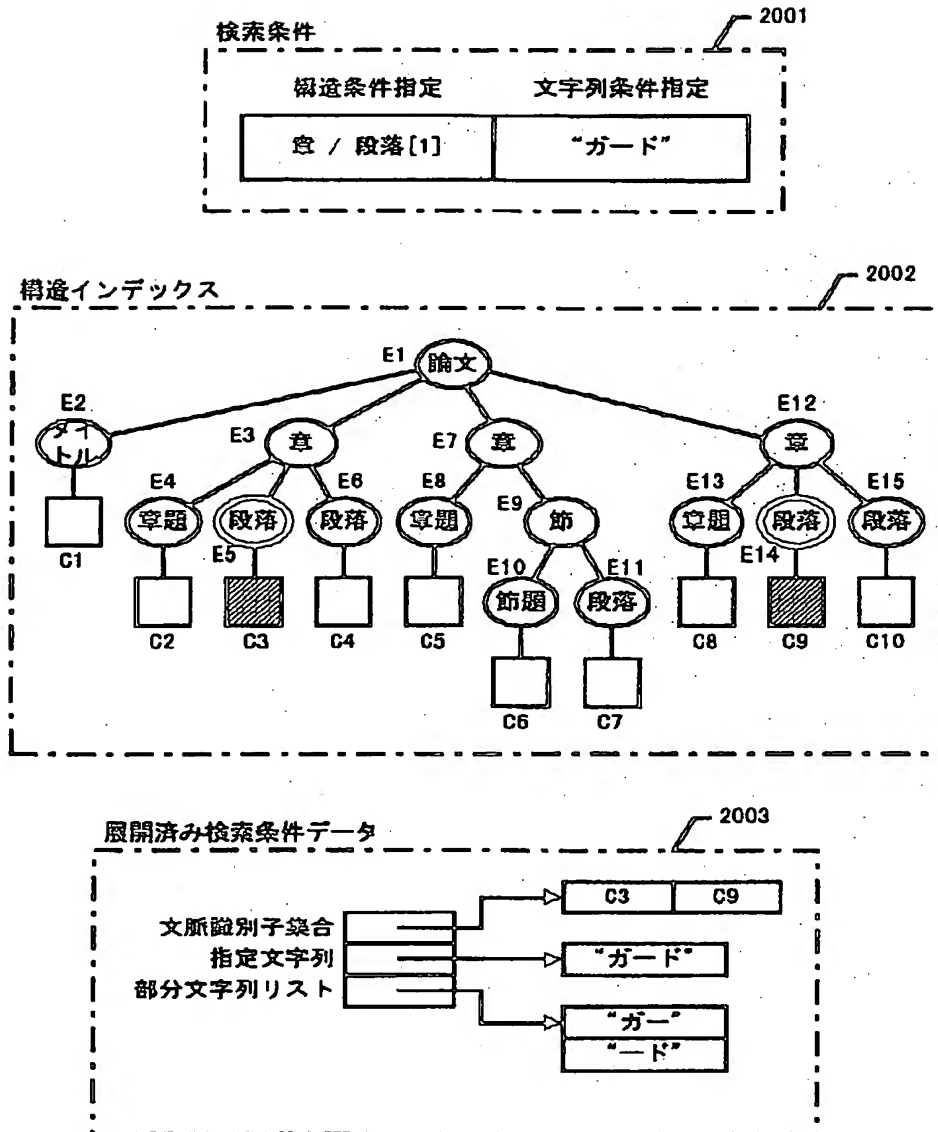 2001
検索条件
構造条件指定 文字列条件指定
章 / 段落[1] “ガード”
2002
構造インデックス
E1 論文
E2 E12
タイトル E3 章 E7 章 章
E4 E6 E8 E9 E13 E15
章題 段落 段落 章題 節 章題 段落 段落
C1 E5 E10 E11 E14
節題 段落
C2 C3 C4 C5 C8 C9 C10
C6 C7
2003
展開済み検索条件データ
C3 C9
文脈識別子集合
指定文字列 “ガード”
部分文字列リスト
“ガー”
“ード”